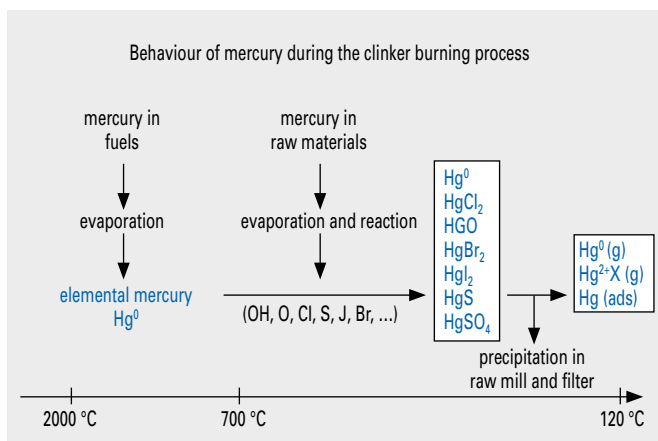 Behaviour of mercury during the clinker burning process
mercury in
fuels
evaporation
elemental mercury
Hg⁰
mercury in
raw materials
evaporation and reaction
(OH, O, Cl, S, J, Br, ...)
Hg⁰
HgCl₂
HGO
HgBr₂
HgI₂
HgS
HgSO₄
precipitation in
raw mill and filter
Hg⁰ (g)
Hg²⁺X (g)
Hg (ads)
2000 °C
700 °C
120 °C